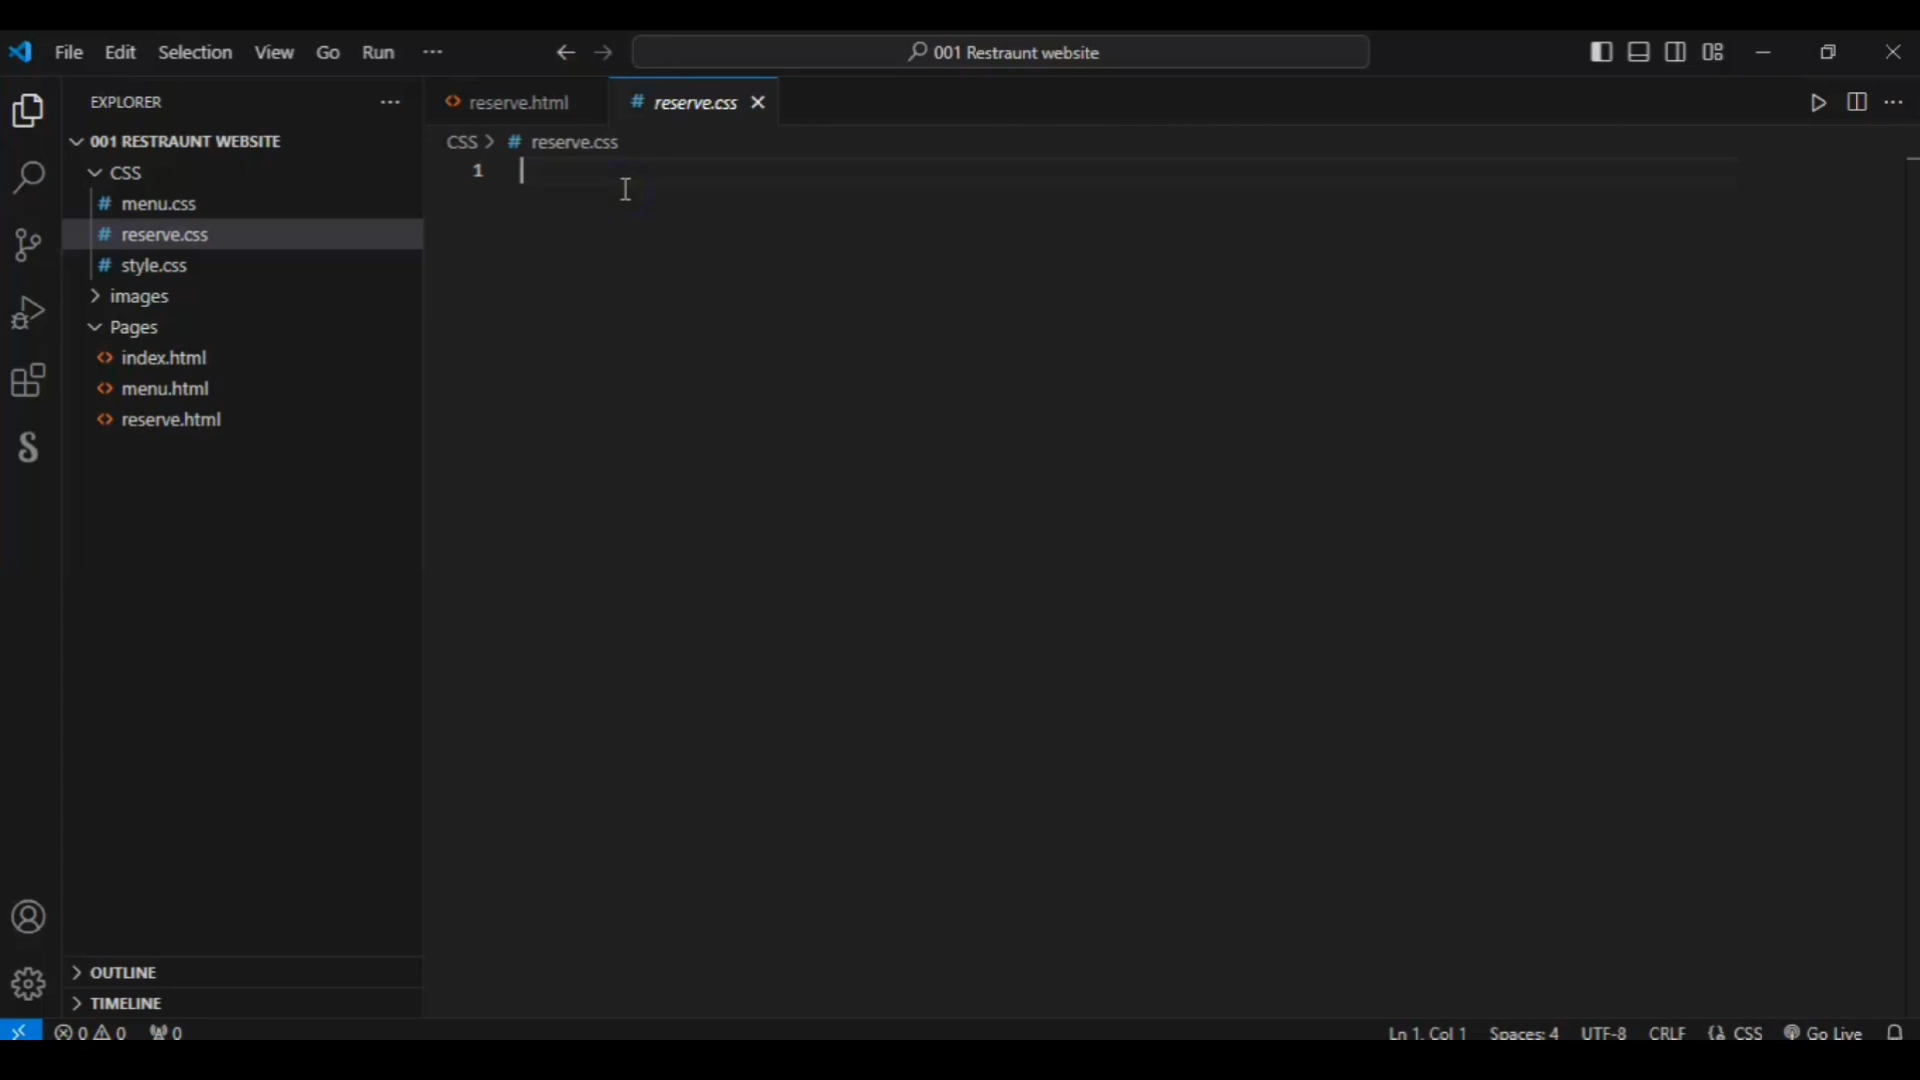 File Edit Selection View Go Run ···
001 Restraunt website
EXPLORER
001 RESTRAUNT WEBSITE
CSS
# menu.css
# reserve.css
# style.css
images
Pages
<> index.html
<> menu.html
<> reserve.html
OUTLINE
TIMELINE
<> reserve.html
# reserve.css
CSS > # reserve.css
1
0 0 0
Ln 1, Col 1 Spaces: 4 UTF-8 CRLF CSS Go Live